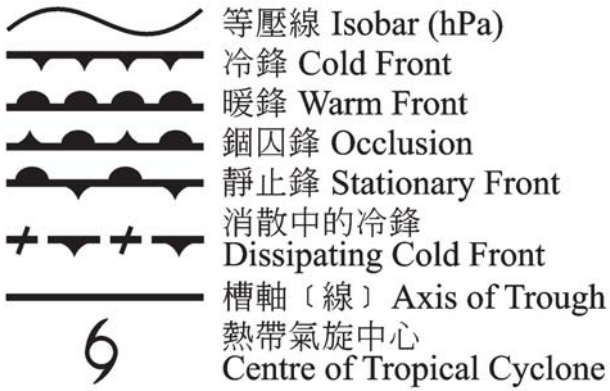 等壓線 Isobar (hPa)
冷鋒 Cold Front
暖鋒 Warm Front
錮囚鋒 Occlusion
靜止鋒 Stationary Front
消散中的冷鋒
Dissipating Cold Front
槽軸〔線〕Axis of Trough
熱帶氣旋中心
Centre of Tropical Cyclone